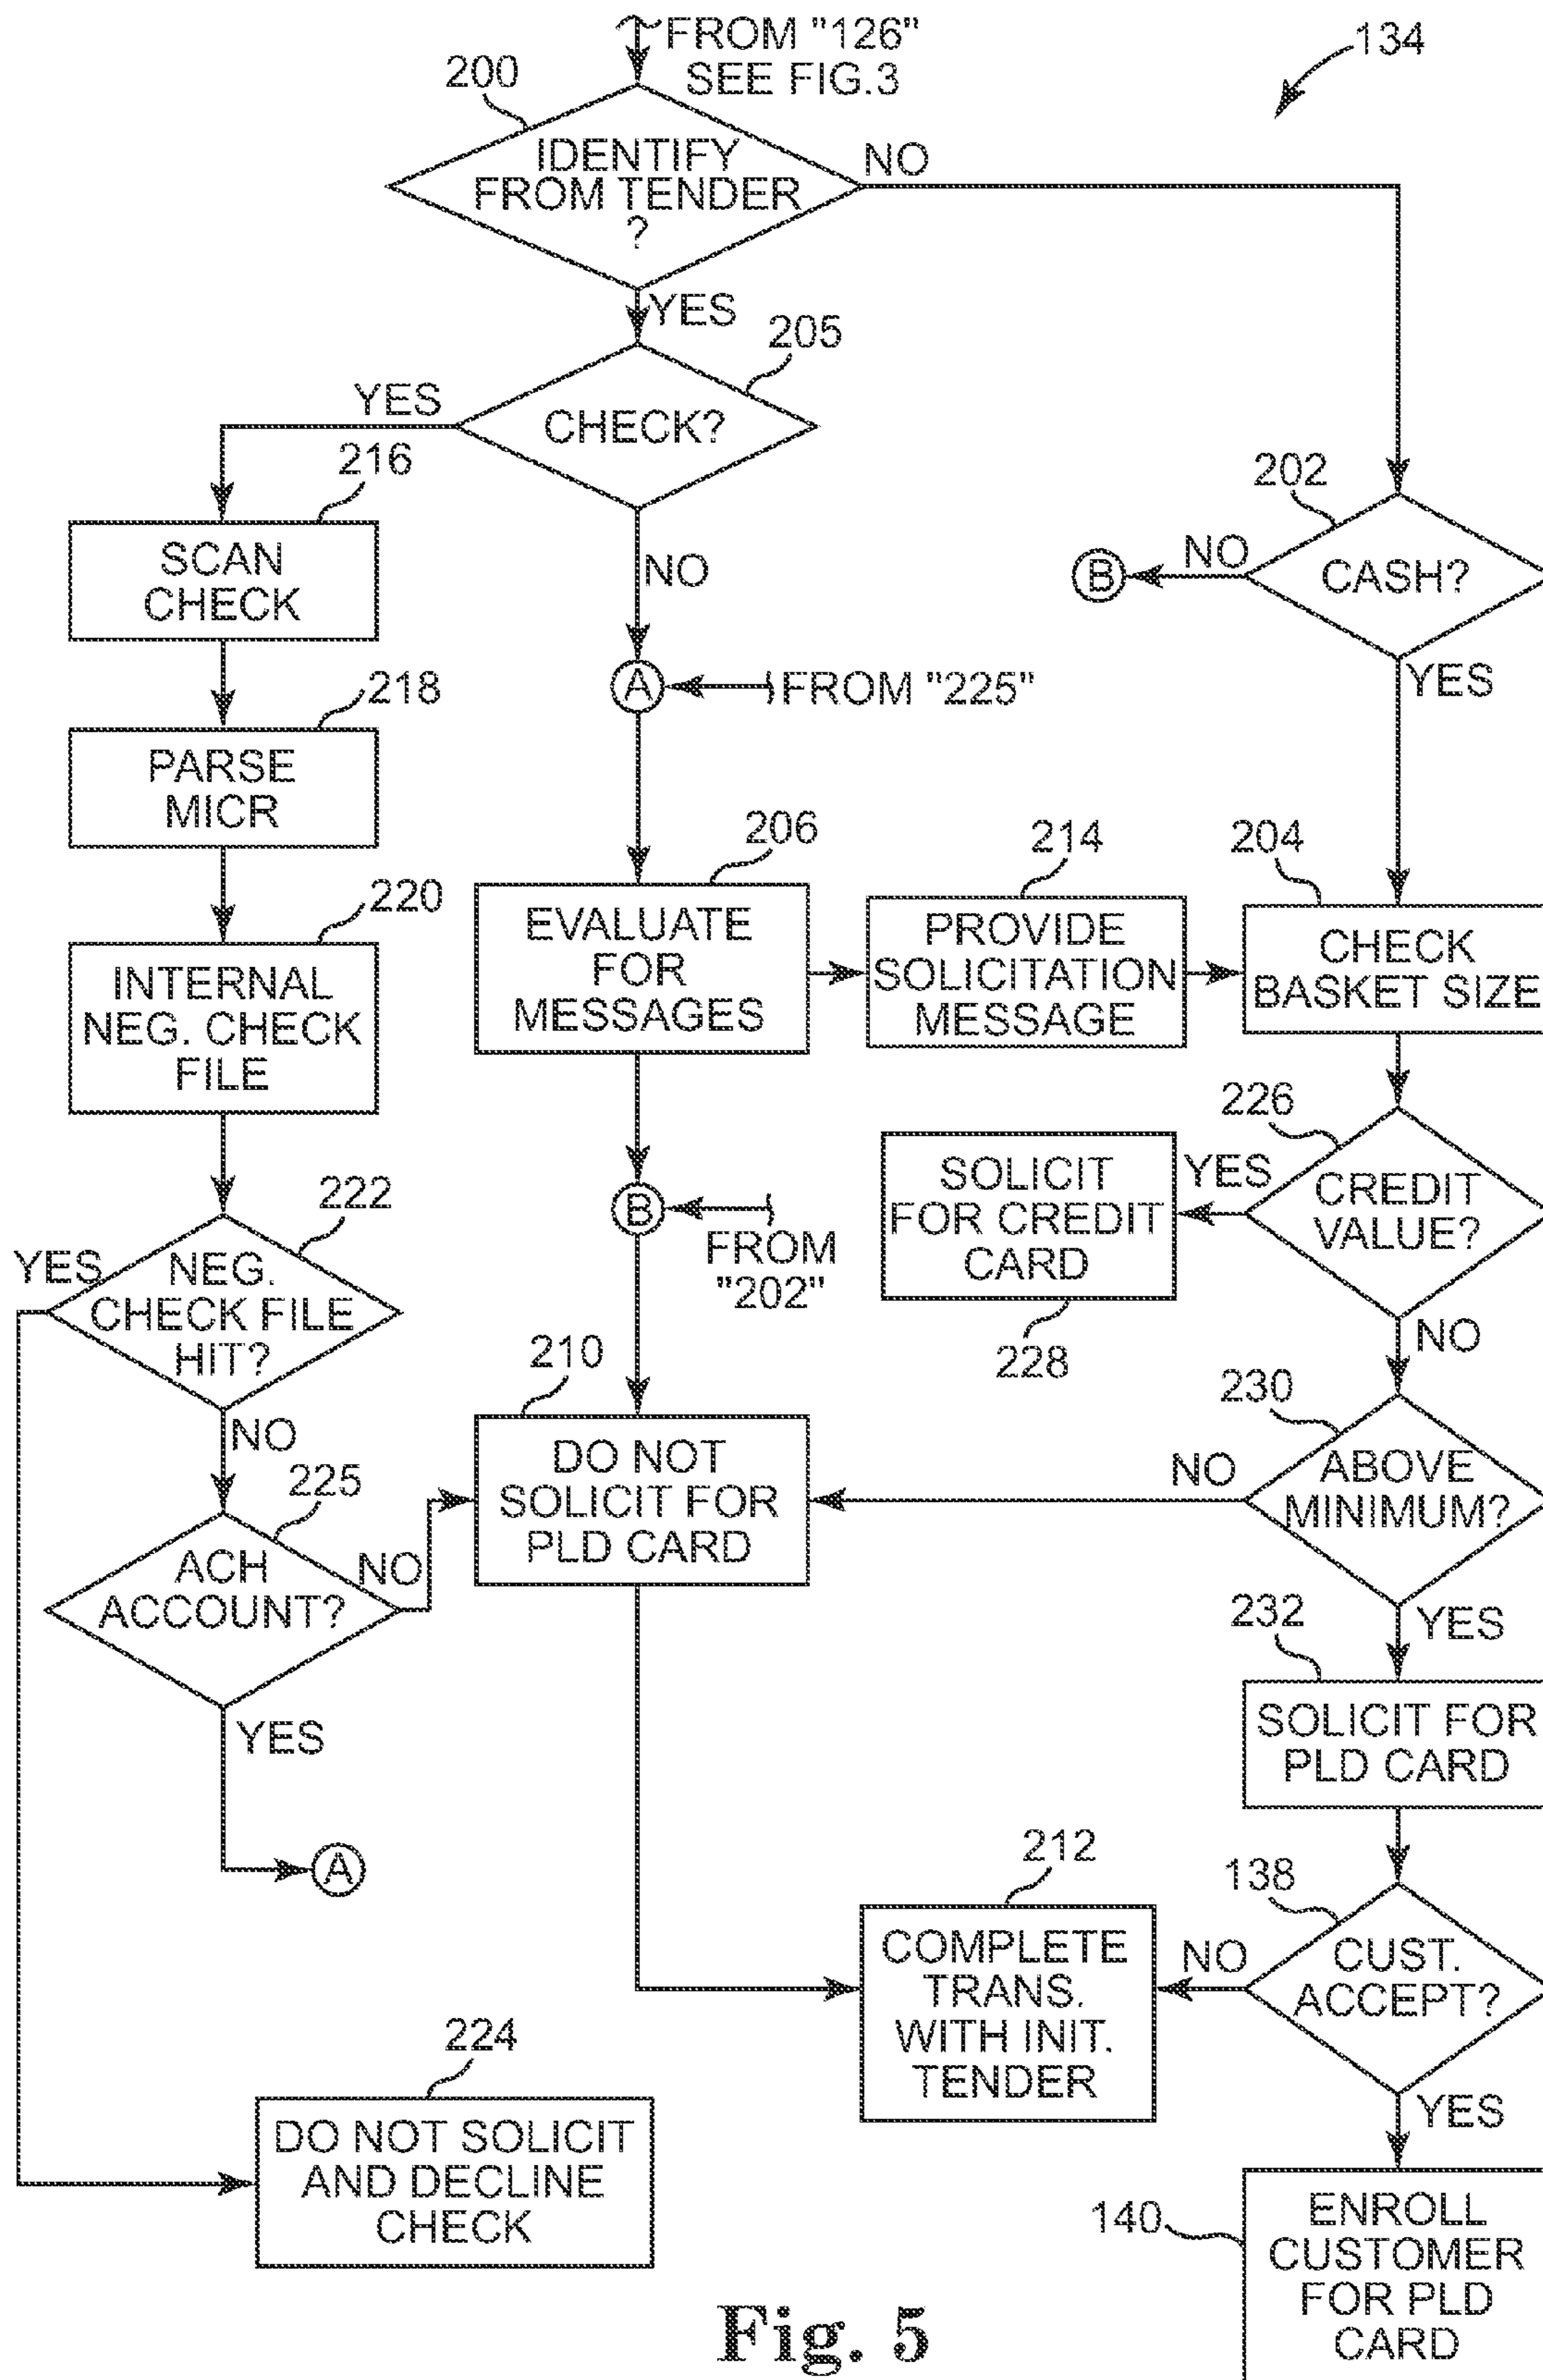 FROM "126"
SEE FIG.3
134
200
IDENTIFY
FROM TENDER
?
NO
YES
205
CHECK?
YES
NO
216
SCAN
CHECK
202
CASH?
NO
B
YES
A
FROM "225"
218
PARSE
MICR
206
EVALUATE
FOR
MESSAGES
214
PROVIDE
SOLICITATION
MESSAGE
204
CHECK
BASKET SIZE
220
INTERNAL
NEG. CHECK
FILE
226
CREDIT
VALUE?
YES
SOLICIT
FOR CREDIT
CARD
228
NO
B
FROM
"202"
222
YES
NEG.
CHECK FILE
HIT?
NO
210
DO NOT
SOLICIT FOR
PLD CARD
230
ABOVE
MINIMUM?
NO
YES
225
ACH
ACCOUNT?
NO
YES
A
232
SOLICIT FOR
PLD CARD
212
COMPLETE
TRANS.
WITH INIT.
TENDER
138
CUST.
ACCEPT?
NO
YES
224
DO NOT SOLICIT
AND DECLINE
CHECK
140
ENROLL
CUSTOMER
FOR PLD
CARD
Fig. 5